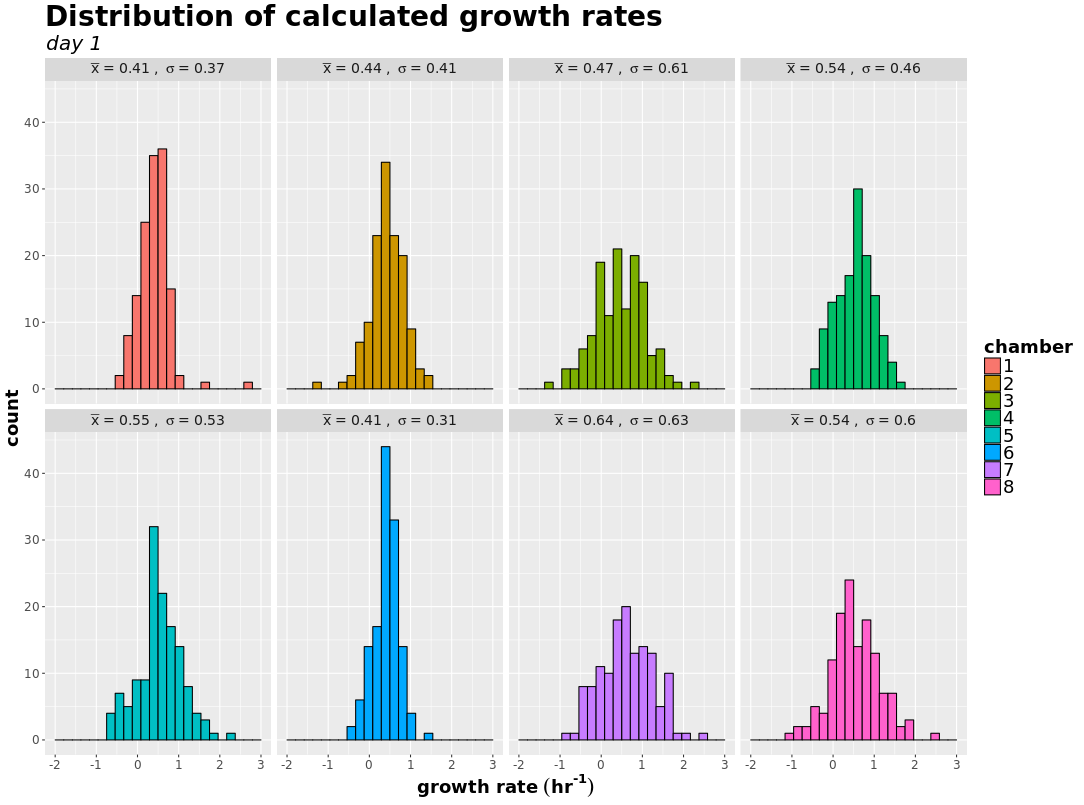 Distribution of calculated growth rates
day 1
x̅ = 0.41 , σ = 0.37
x̅ = 0.44 , σ = 0.41
x̅ = 0.47 , σ = 0.61
x̅ = 0.54 , σ = 0.46
40
30
20
10
0
x̅ = 0.55 , σ = 0.53
x̅ = 0.41 , σ = 0.31
x̅ = 0.64 , σ = 0.63
x̅ = 0.54 , σ = 0.6
40
30
20
10
0
-2 -1 0 1 2 3
-2 -1 0 1 2 3
-2 -1 0 1 2 3
-2 -1 0 1 2 3
count
growth rate (hr⁻¹)
chamber
1
2
3
4
5
6
7
8